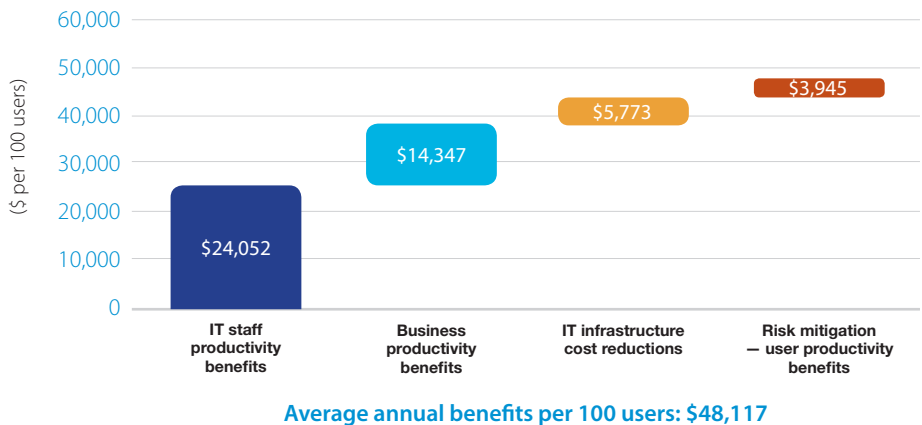 60,000
50,000
40,000
30,000
20,000
10,000
0
($ per 100 users)
$24,052
$14,347
$5,773
$3,945
IT staff
productivity
benefits
Business
productivity
benefits
IT infrastructure
cost reductions
Risk mitigation
— user productivity
benefits
Average annual benefits per 100 users: $48,117